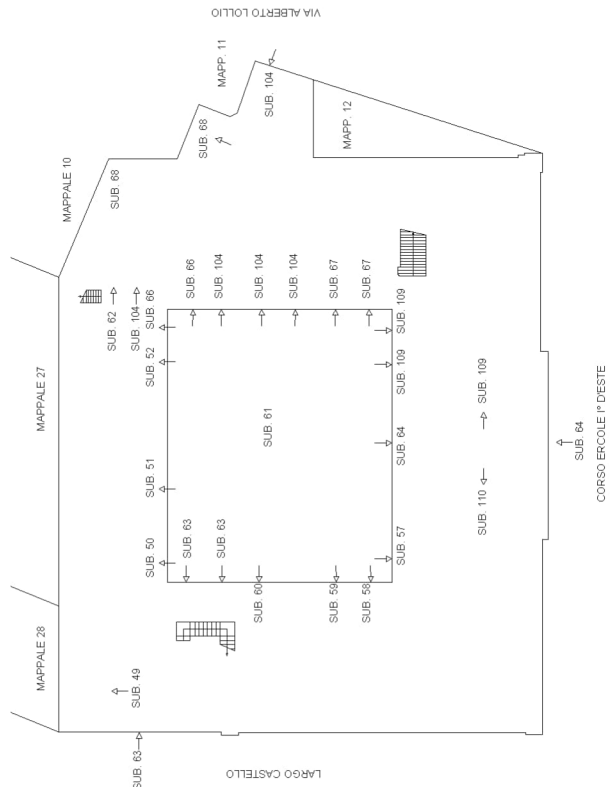 VIA ALBERTO LOLLIO
MAPP. 11
SUB. 104
MAPP. 12
SUB. 68
MAPPALE 10
SUB. 68
SUB. 66
SUB. 104
SUB. 104
SUB. 104
SUB. 67
SUB. 67
SUB. 62
SUB. 104
SUB. 66
SUB. 109
MAPPALE 27
SUB. 52
SUB. 109
SUB. 109
SUB. 61
SUB. 64
SUB. 64
CORSO ERCOLE I° D'ESTE
SUB. 51
SUB. 110
SUB. 50
SUB. 63
SUB. 63
SUB. 57
SUB. 60
SUB. 59
SUB. 58
MAPPALE 28
SUB. 49
SUB. 63
LARGO CASTELLO